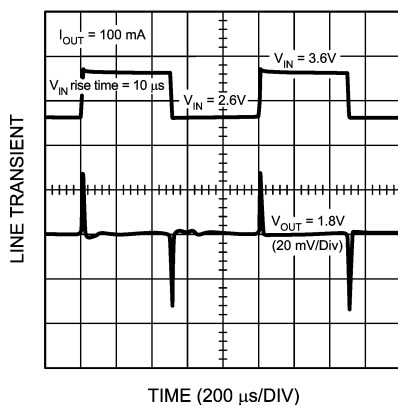 I_OUT = 100 mA
V_IN = 3.6V
V_IN rise time = 10 μs
V_IN = 2.6V
LINE TRANSIENT
V_OUT = 1.8V
(20 mV/Div)
TIME (200 μs/DIV)